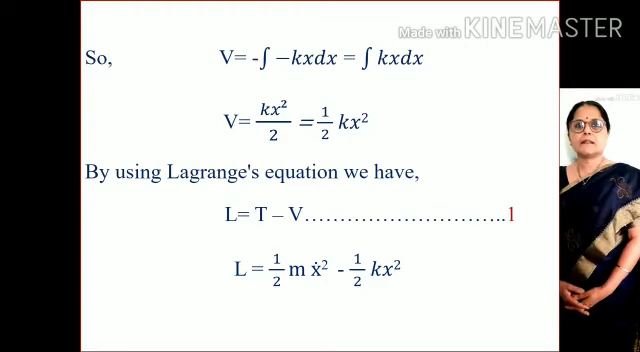 Made with KINEMASTER
So, V= -∫ −kxdx = ∫ kxdx
V= kx²/2 = 1/2 kx²
By using Lagrange's equation we have,
L= T – V………………………..1
L = 1/2 m ẋ² - 1/2 kx²